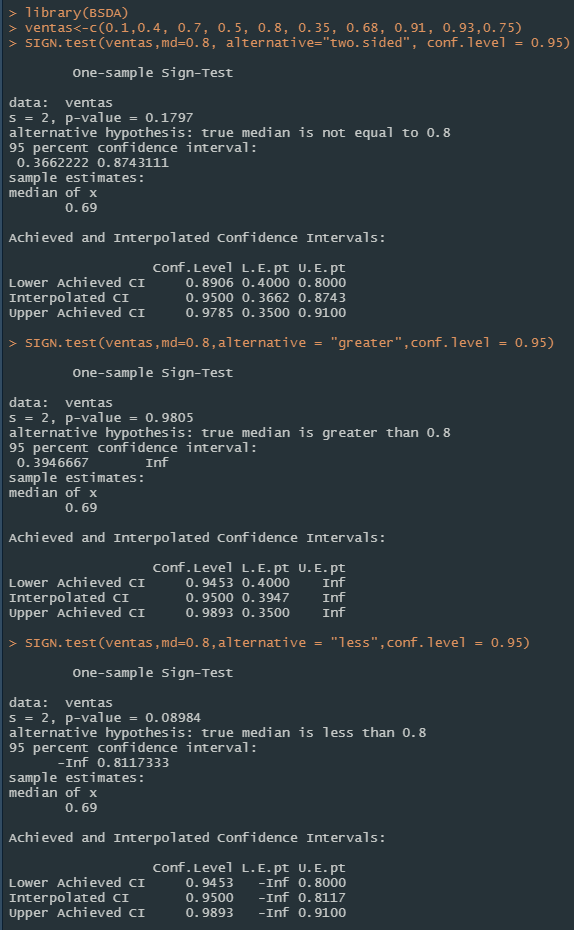 > library(BSDA)
> ventas<-c(0.1,0.4, 0.7, 0.5, 0.8, 0.35, 0.68, 0.91, 0.93,0.75)
> SIGN.test(ventas,md=0.8, alternative="two.sided", conf.level = 0.95)
One-sample Sign-Test
data:  ventas
s = 2, p-value = 0.1797
alternative hypothesis: true median is not equal to 0.8
95 percent confidence interval:
0.3662222 0.8743111
sample estimates:
median of x
0.69
Achieved and Interpolated Confidence Intervals:
Conf.Level L.E.pt U.E.pt
Lower Achieved CI     0.8906 0.4000 0.8000
Interpolated CI       0.9500 0.3662 0.8743
Upper Achieved CI     0.9785 0.3500 0.9100
> SIGN.test(ventas,md=0.8,alternative = "greater",conf.level = 0.95)
One-sample Sign-Test
data:  ventas
s = 2, p-value = 0.9805
alternative hypothesis: true median is greater than 0.8
95 percent confidence interval:
0.3946667       Inf
sample estimates:
median of x
0.69
Achieved and Interpolated Confidence Intervals:
Conf.Level L.E.pt U.E.pt
Lower Achieved CI     0.9453 0.4000    Inf
Interpolated CI       0.9500 0.3947    Inf
Upper Achieved CI     0.9893 0.3500    Inf
> SIGN.test(ventas,md=0.8,alternative = "less",conf.level = 0.95)
One-sample Sign-Test
data:  ventas
s = 2, p-value = 0.08984
alternative hypothesis: true median is less than 0.8
95 percent confidence interval:
-Inf 0.8117333
sample estimates:
median of x
0.69
Achieved and Interpolated Confidence Intervals:
Conf.Level L.E.pt U.E.pt
Lower Achieved CI     0.9453   -Inf 0.8000
Interpolated CI       0.9500   -Inf 0.8117
Upper Achieved CI     0.9893   -Inf 0.9100